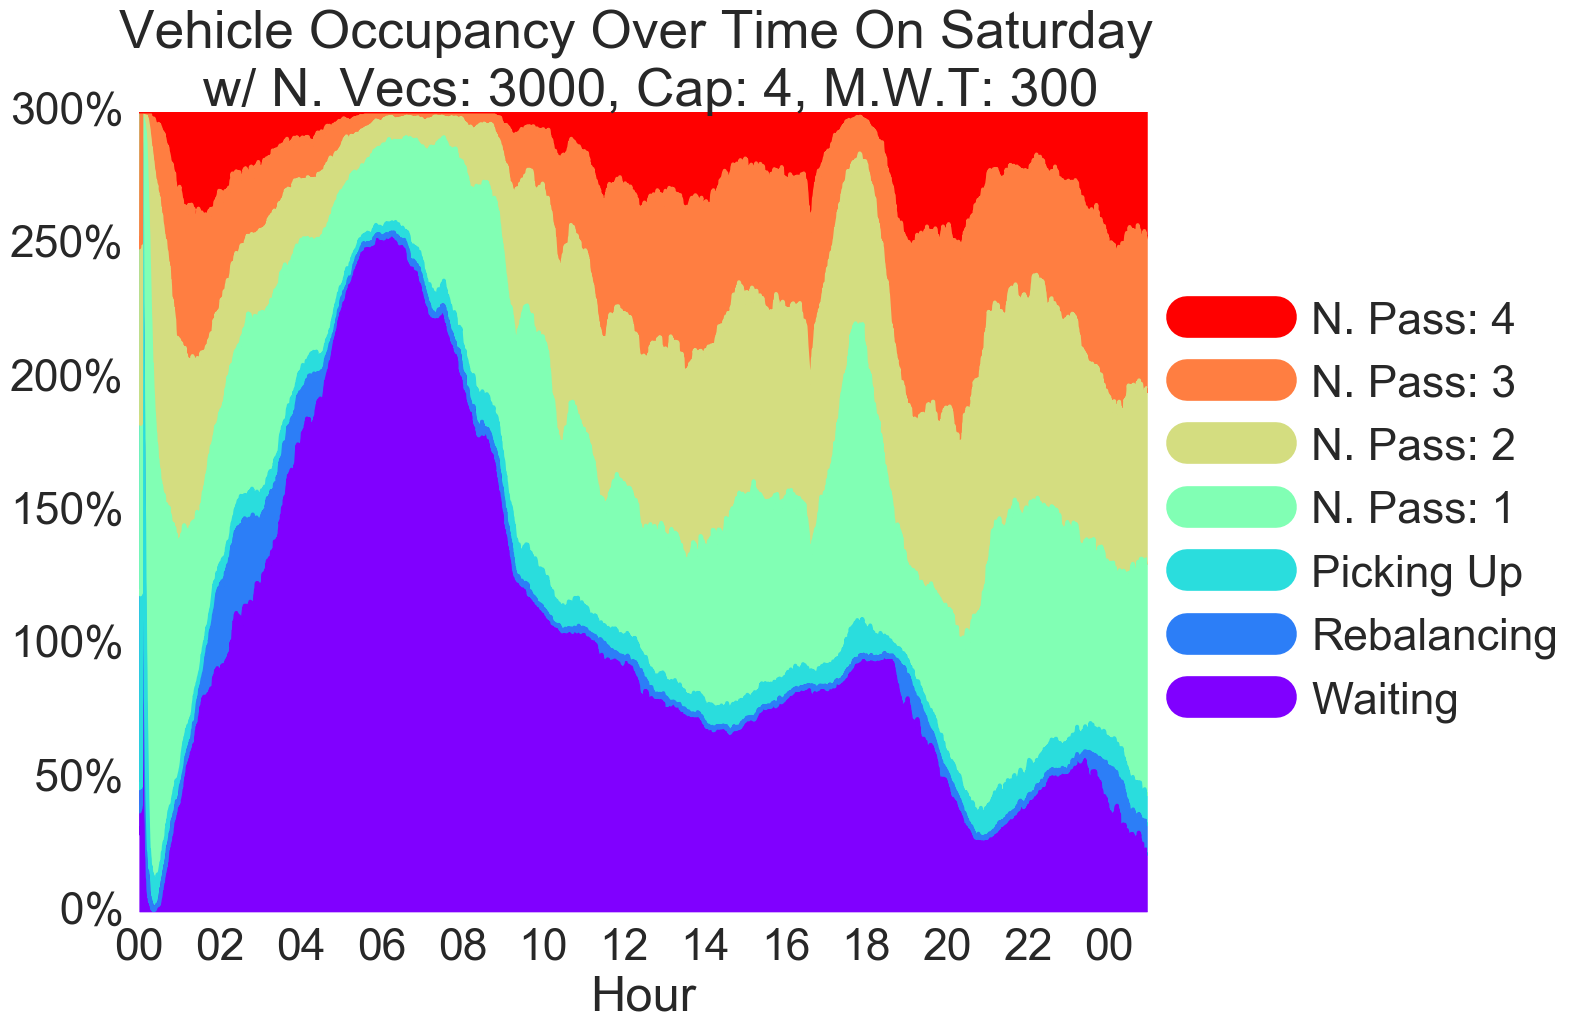 Vehicle Occupancy Over Time On Saturday
w/ N. Vecs: 3000, Cap: 4, M.W.T: 300
300%
250%
200%
150%
100%
50%
0%
00 02 04 06 08 10 12 14 16 18 20 22 00
Hour
N. Pass: 4
N. Pass: 3
N. Pass: 2
N. Pass: 1
Picking Up
Rebalancing
Waiting